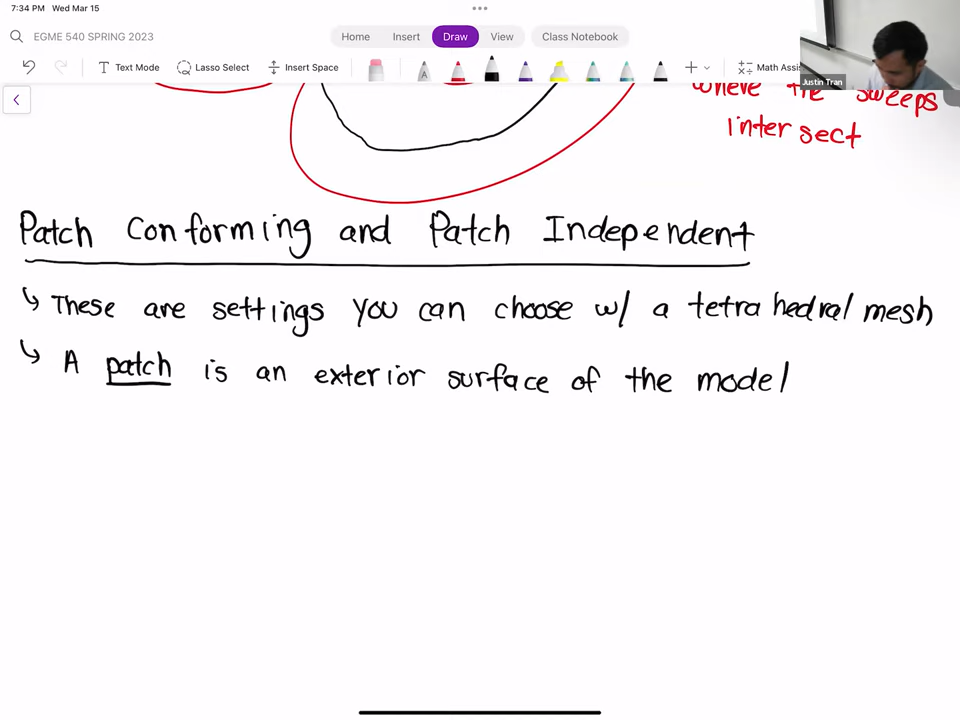 7:34 PM Wed Mar 15
EGME 540 SPRING 2023
Home Insert Draw View Class Notebook
Text Mode Lasso Select Insert Space Math Assis
Justin Tran
where the sweeps
intersect
Patch Conforming and Patch Independent
These are settings you can choose w/ a tetrahedral mesh
A patch is an exterior surface of the model